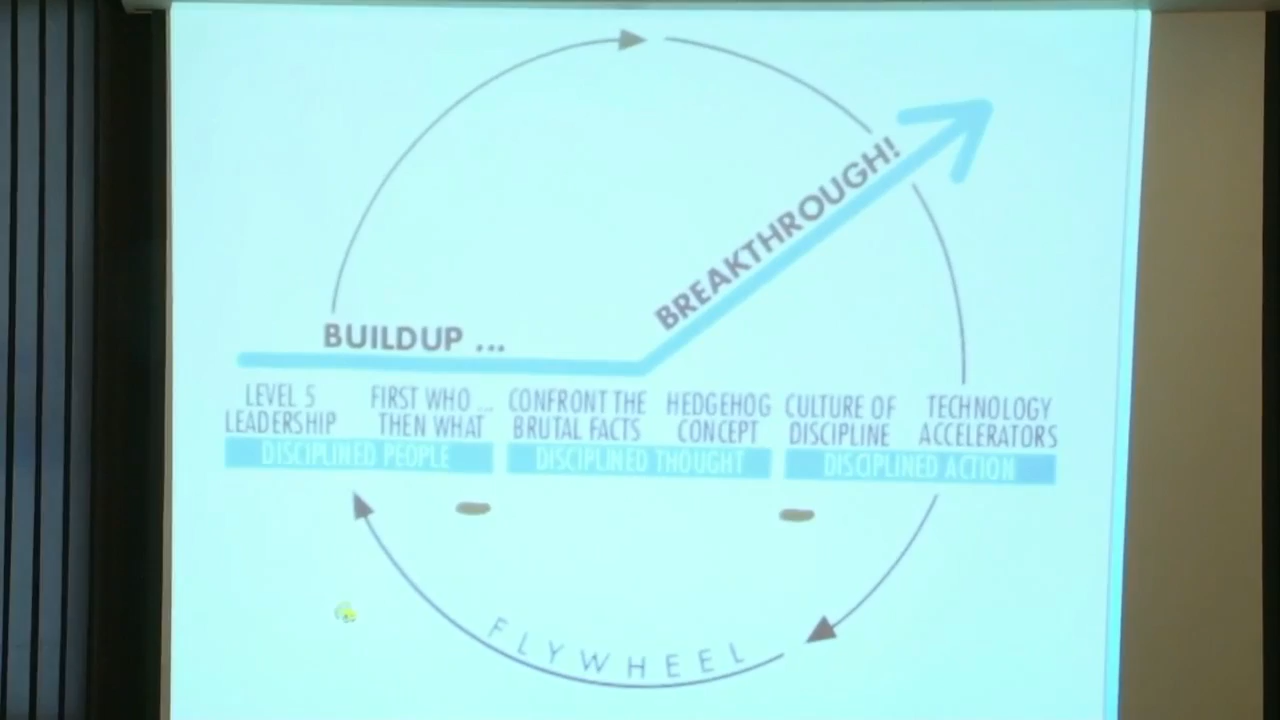 BREAKTHROUGH!
BUILDUP ...
LEVEL 5
LEADERSHIP
FIRST WHO ...
THEN WHAT
CONFRONT THE
BRUTAL FACTS
HEDGEHOG
CONCEPT
CULTURE OF
DISCIPLINE
TECHNOLOGY
ACCELERATORS
DISCIPLINED PEOPLE
DISCIPLINED THOUGHT
DISCIPLINED ACTION
FLYWHEEL